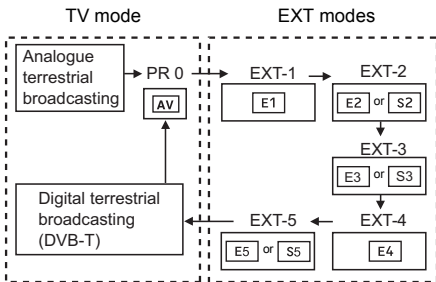 TV mode
EXT modes
Analogue
terrestrial
broadcasting
PR 0
AV
EXT-1
E1
EXT-2
E2 or S2
EXT-3
E3 or S3
EXT-4
E4
EXT-5
E5 or S5
Digital terrestrial
broadcasting
(DVB-T)